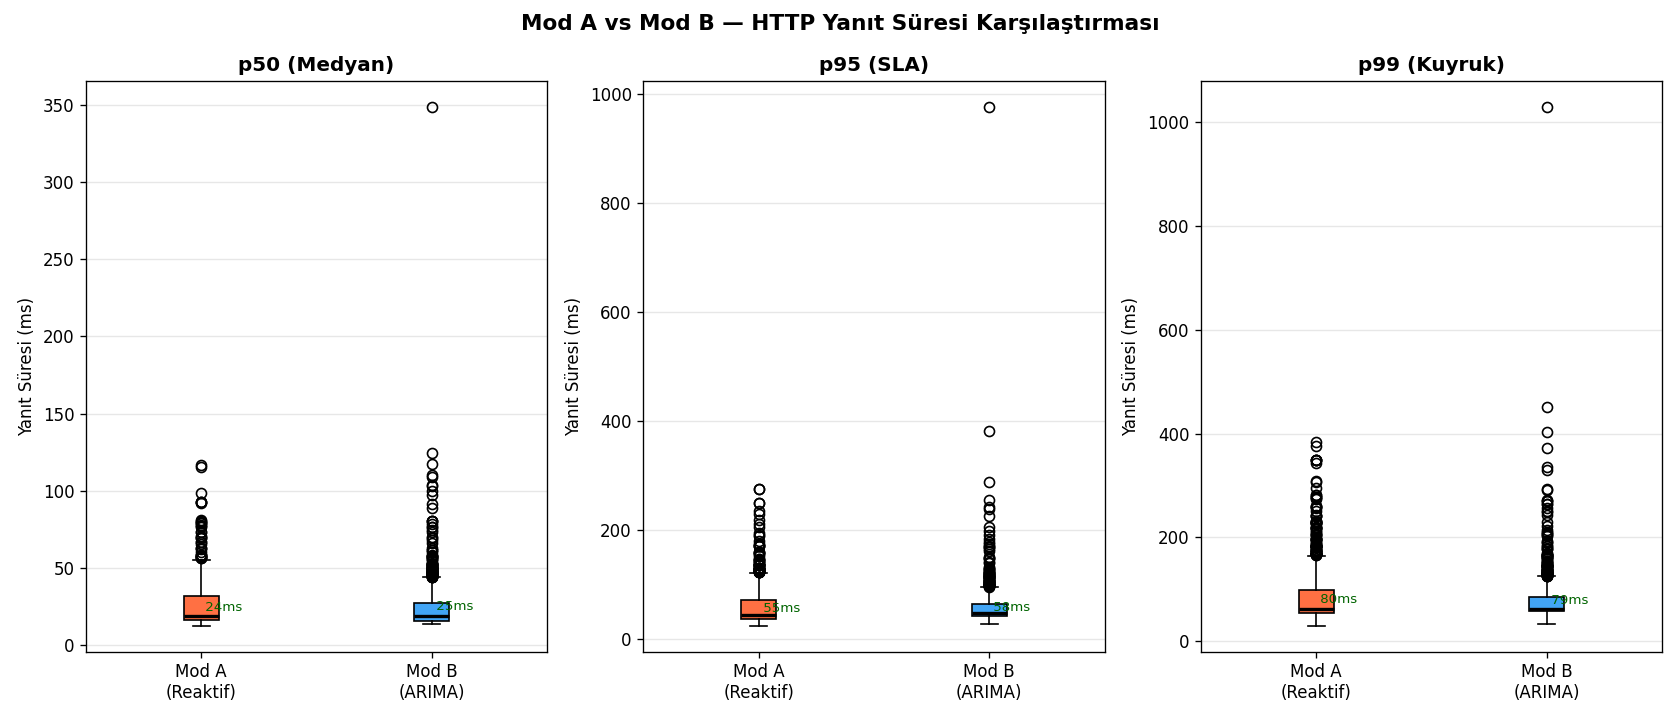 Mod A vs Mod B — HTTP Yanıt Süresi Karşılaştırması
p50 (Medyan)
Yanıt Süresi (ms)
350
300
250
200
150
100
50
0
24ms
25ms
Mod A
(Reaktif)
Mod B
(ARIMA)
p95 (SLA)
Yanıt Süresi (ms)
1000
800
600
400
200
0
55ms
58ms
Mod A
(Reaktif)
Mod B
(ARIMA)
p99 (Kuyruk)
Yanıt Süresi (ms)
1000
800
600
400
200
0
80ms
79ms
Mod A
(Reaktif)
Mod B
(ARIMA)